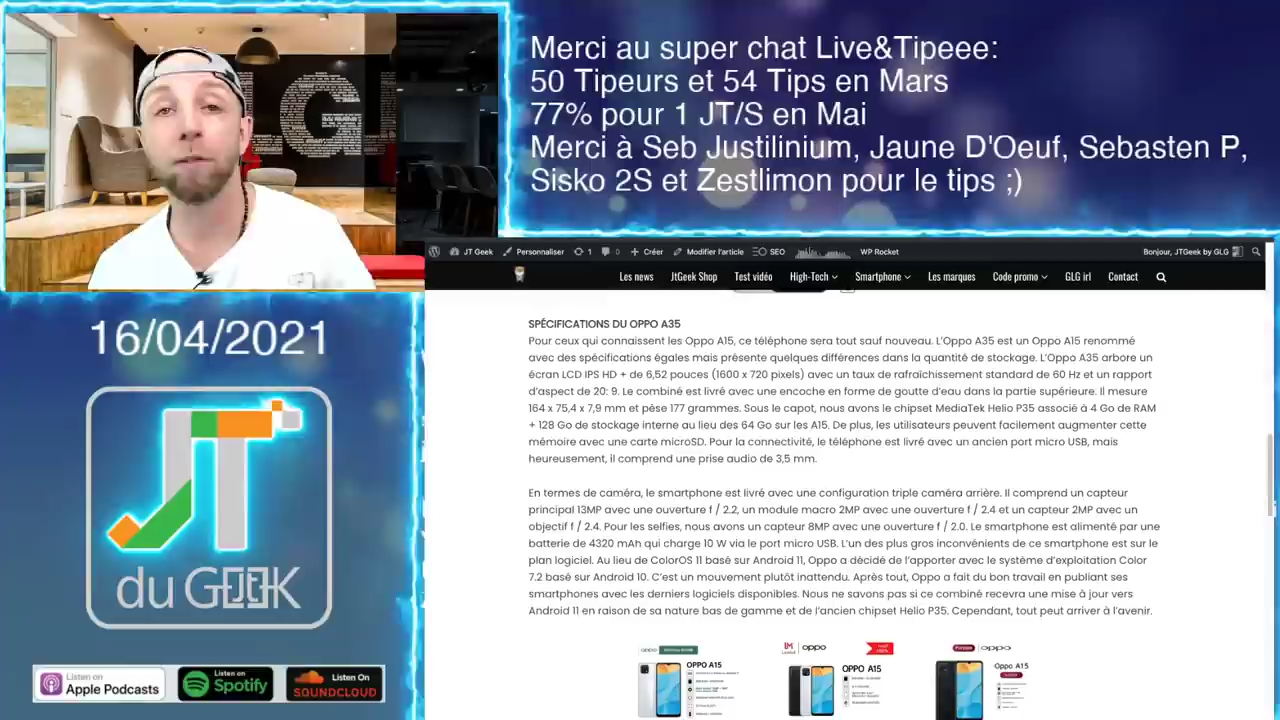 Merci au super chat Live&Tipeee:
50 Tipeurs et 54 Tips en Mars
77% pour 1 JT/S en Mai
Merci à Seb Justinnium, Jaune D'Oeuf, Sebasten P,
Sisko 2S et Zestlimon pour le tips ;)
JT Geek Personnaliser 1 0 Créer Modifier l'article SEO WP Rocket Bonjour, JTGeek by GLG
Les news JtGeek Shop Test vidéo High-Tech Smartphone Les marques Code promo GLG irl Contact
16/04/2021
JT
du GEEK
Listen on
Apple Podcasts
Listen on
Spotify
Listen on
SOUNDCLOUD
SPÉCIFICATIONS DU OPPO A35
Pour ceux qui connaissent les Oppo A15, ce téléphone sera tout sauf nouveau. L'Oppo A35 est un Oppo A15 renommé
avec des spécifications égales mais présente quelques différences dans la quantité de stockage. L'Oppo A35 arbore un
écran LCD IPS HD + de 6,52 pouces (1600 x 720 pixels) avec un taux de rafraîchissement standard de 60 Hz et un rapport
d'aspect de 20: 9. Le combiné est livré avec une encoche en forme de goutte d'eau dans la partie supérieure. Il mesure
164 x 75,4 x 7,9 mm et pèse 177 grammes. Sous le capot, nous avons le chipset MediaTek Helio P35 associé à 4 Go de RAM
+ 128 Go de stockage interne au lieu des 64 Go sur les A15. De plus, les utilisateurs peuvent facilement augmenter cette
mémoire avec une carte microSD. Pour la connectivité, le téléphone est livré avec un ancien port micro USB, mais
heureusement, il comprend une prise audio de 3,5 mm.
En termes de caméra, le smartphone est livré avec une configuration triple caméra arrière. Il comprend un capteur
principal 13MP avec une ouverture f / 2.2, un module macro 2MP avec une ouverture f / 2.4 et un capteur 2MP avec un
objectif f / 2.4. Pour les selfies, nous avons un capteur 8MP avec une ouverture f / 2.0. Le smartphone est alimenté par une
batterie de 4320 mAh qui charge 10 W via le port micro USB. L'un des plus gros inconvénients de ce smartphone est sur le
plan logiciel. Au lieu de ColorOS 11 basé sur Android 11, Oppo a décidé de l'apporter avec le système d'exploitation Color
7.2 basé sur Android 10. C'est un mouvement plutôt inattendu. Après tout, Oppo a fait du bon travail en publiant ses
smartphones avec les derniers logiciels disponibles. Nous ne savons pas si ce combiné recevra une mise à jour vers
Android 11 en raison de sa nature bas de gamme et de l'ancien chipset Helio P35. Cependant, tout peut arriver à l'avenir.
oppo oppo oppo
OPPO A15 OPPO A15 OPPO A15